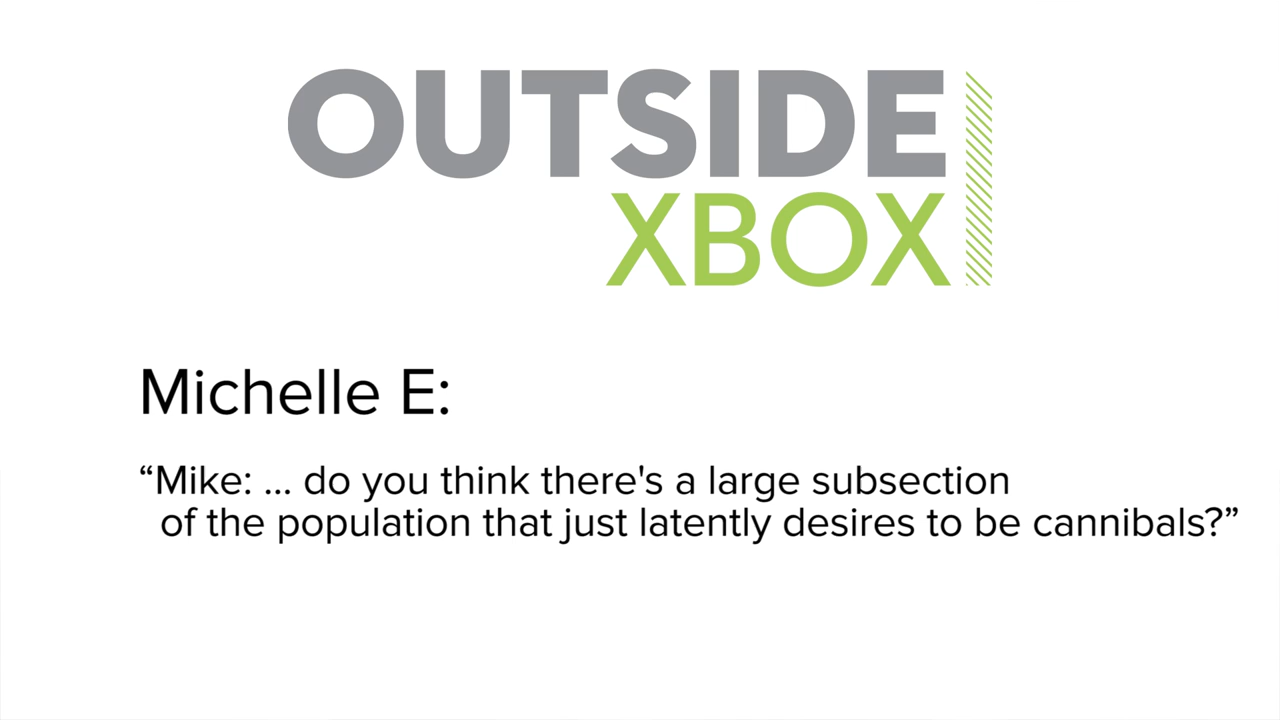 OUTSIDE
XBOX
Michelle E:
“Mike: ... do you think there's a large subsection
of the population that just latently desires to be cannibals?”